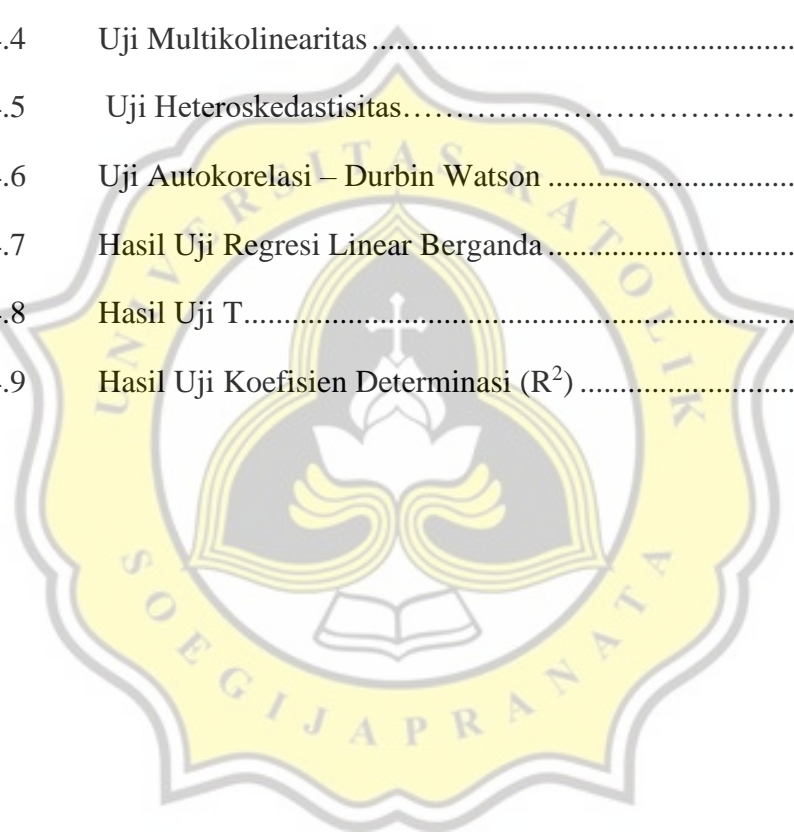 .4 Uji Multikolinearitas ...............................................
.5 Uji Heteroskedastisitas……………………………
.6 Uji Autokorelasi – Durbin Watson ...........................
.7 Hasil Uji Regresi Linear Berganda ...........................
.8 Hasil Uji T...............................................................
.9 Hasil Uji Koefisien Determinasi (R²) .......................
UNIVERSITAS KATOLIK
SOEGIJAPRANATA